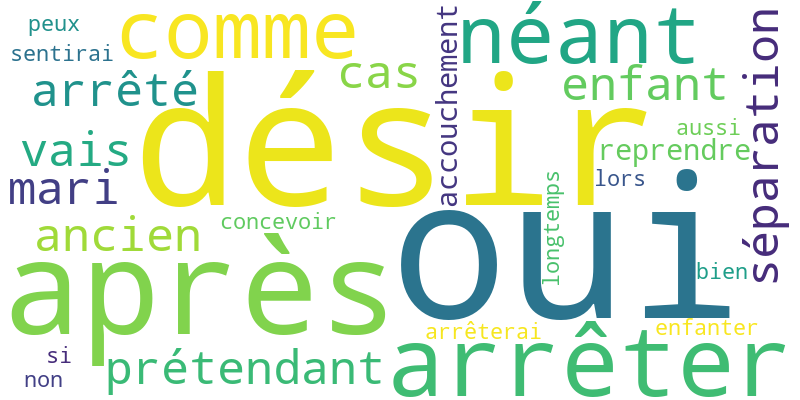 peux
comme
néant
accouchement
séparation
sentirai
cas
enfant
arrêté
désir
aussi
vais
reprendre
mari
lors
longtemps
concevoir
ancien
oui
après
bien
arrêterai
enfanter
si
prétendant
arrêter
non